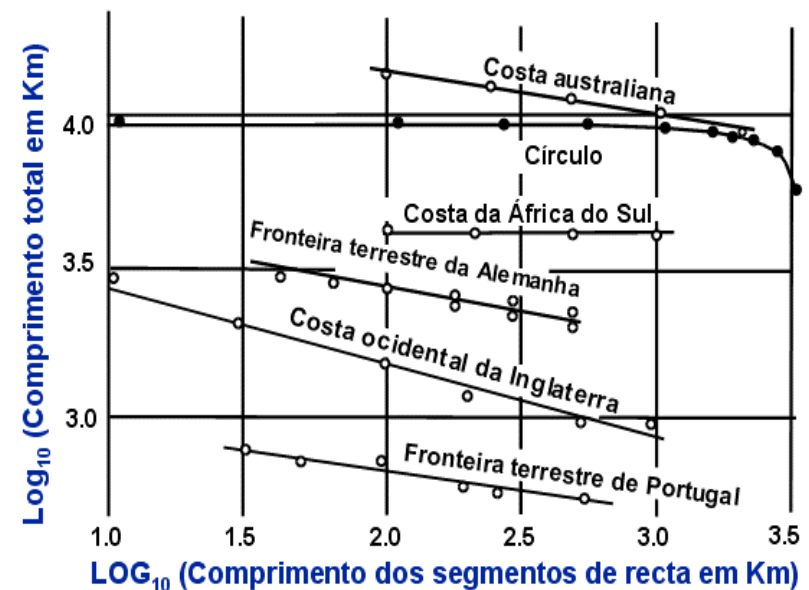 Log10 (Comprimento total em Km)
Costa australiana
4.0
Círculo
Costa da África do Sul
Fronteira terrestre da Alemanha
3.5
Costa ocidental da Inglaterra
3.0
Fronteira terrestre de Portugal
1.0 1.5 2.0 2.5 3.0 3.5
LOG10 (Comprimento dos segmentos de recta em Km)